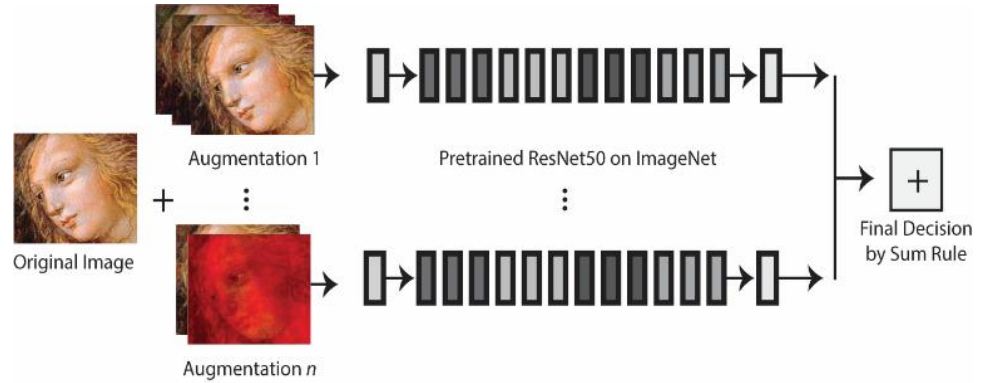 Augmentation 1
Pretrained ResNet50 on ImageNet
+
Original Image
+
Final Decision
by Sum Rule
Augmentation n